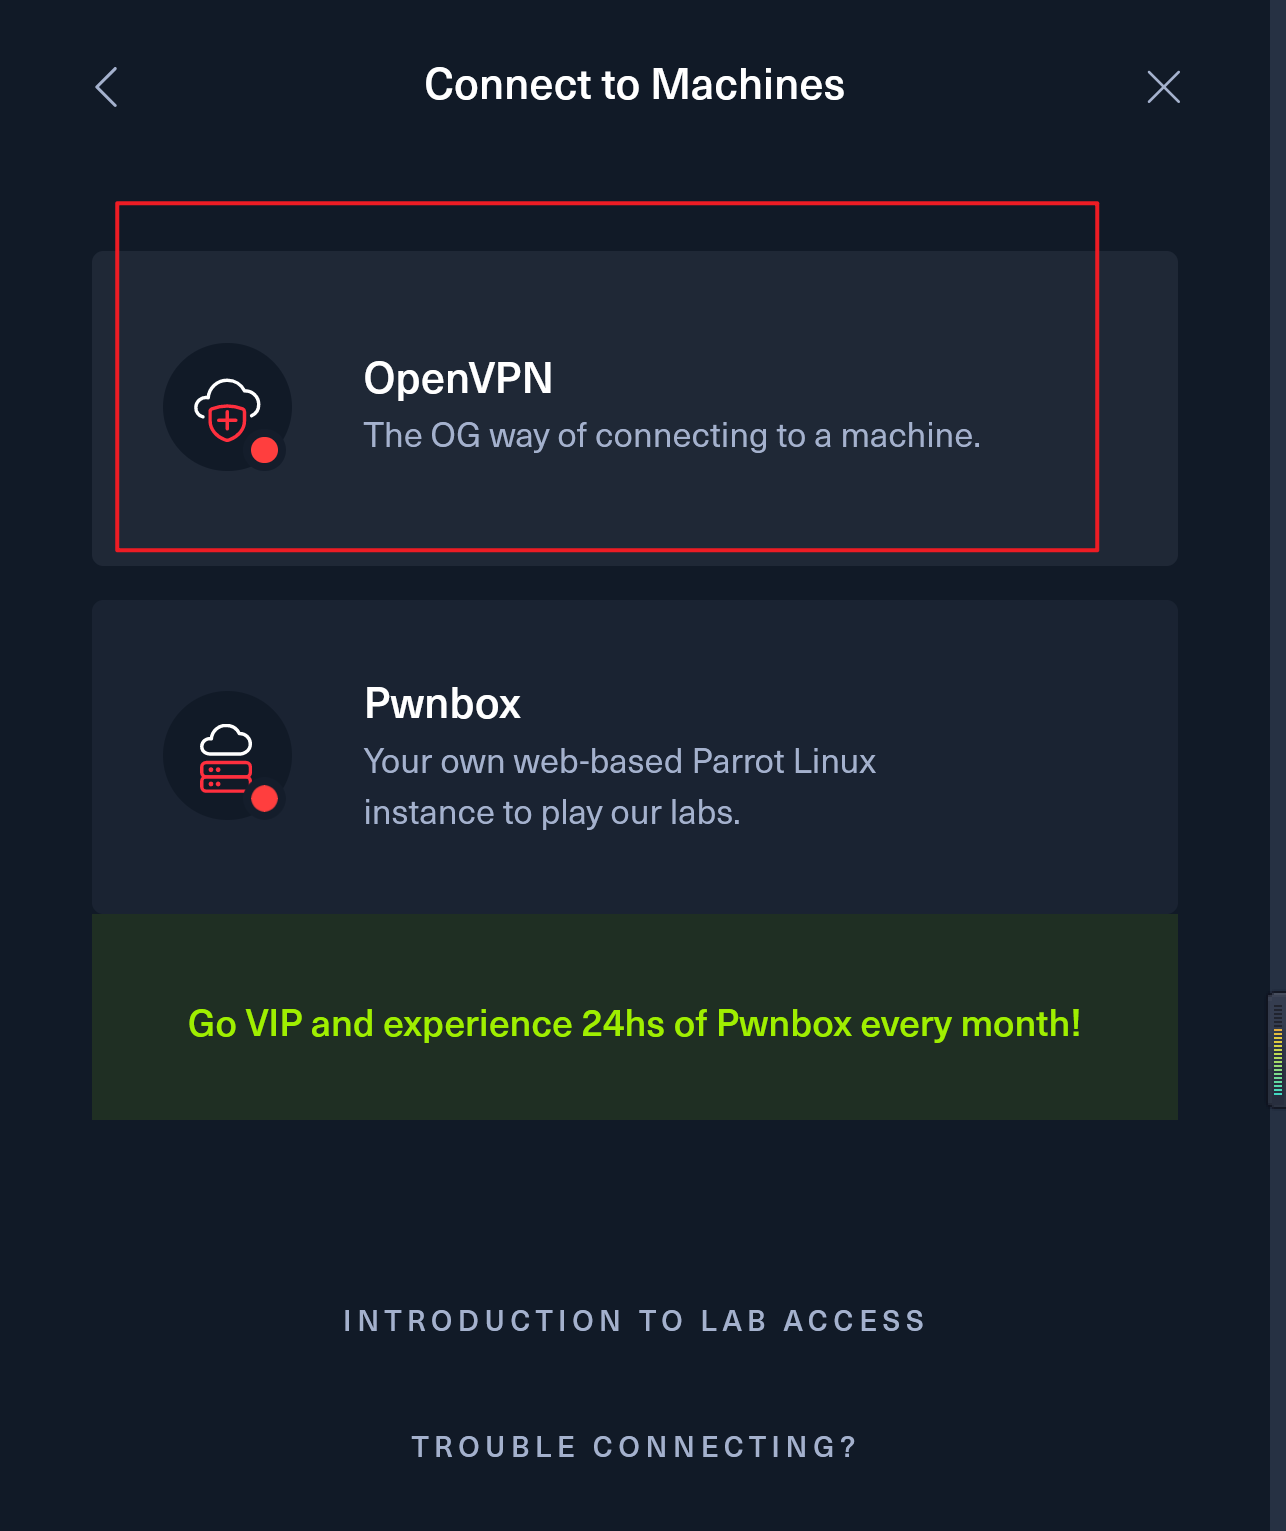 Connect to Machines
OpenVPN
The OG way of connecting to a machine.
Pwnbox
Your own web-based Parrot Linux
instance to play our labs.
Go VIP and experience 24hs of Pwnbox every month!
INTRODUCTION TO LAB ACCESS
TROUBLE CONNECTING?